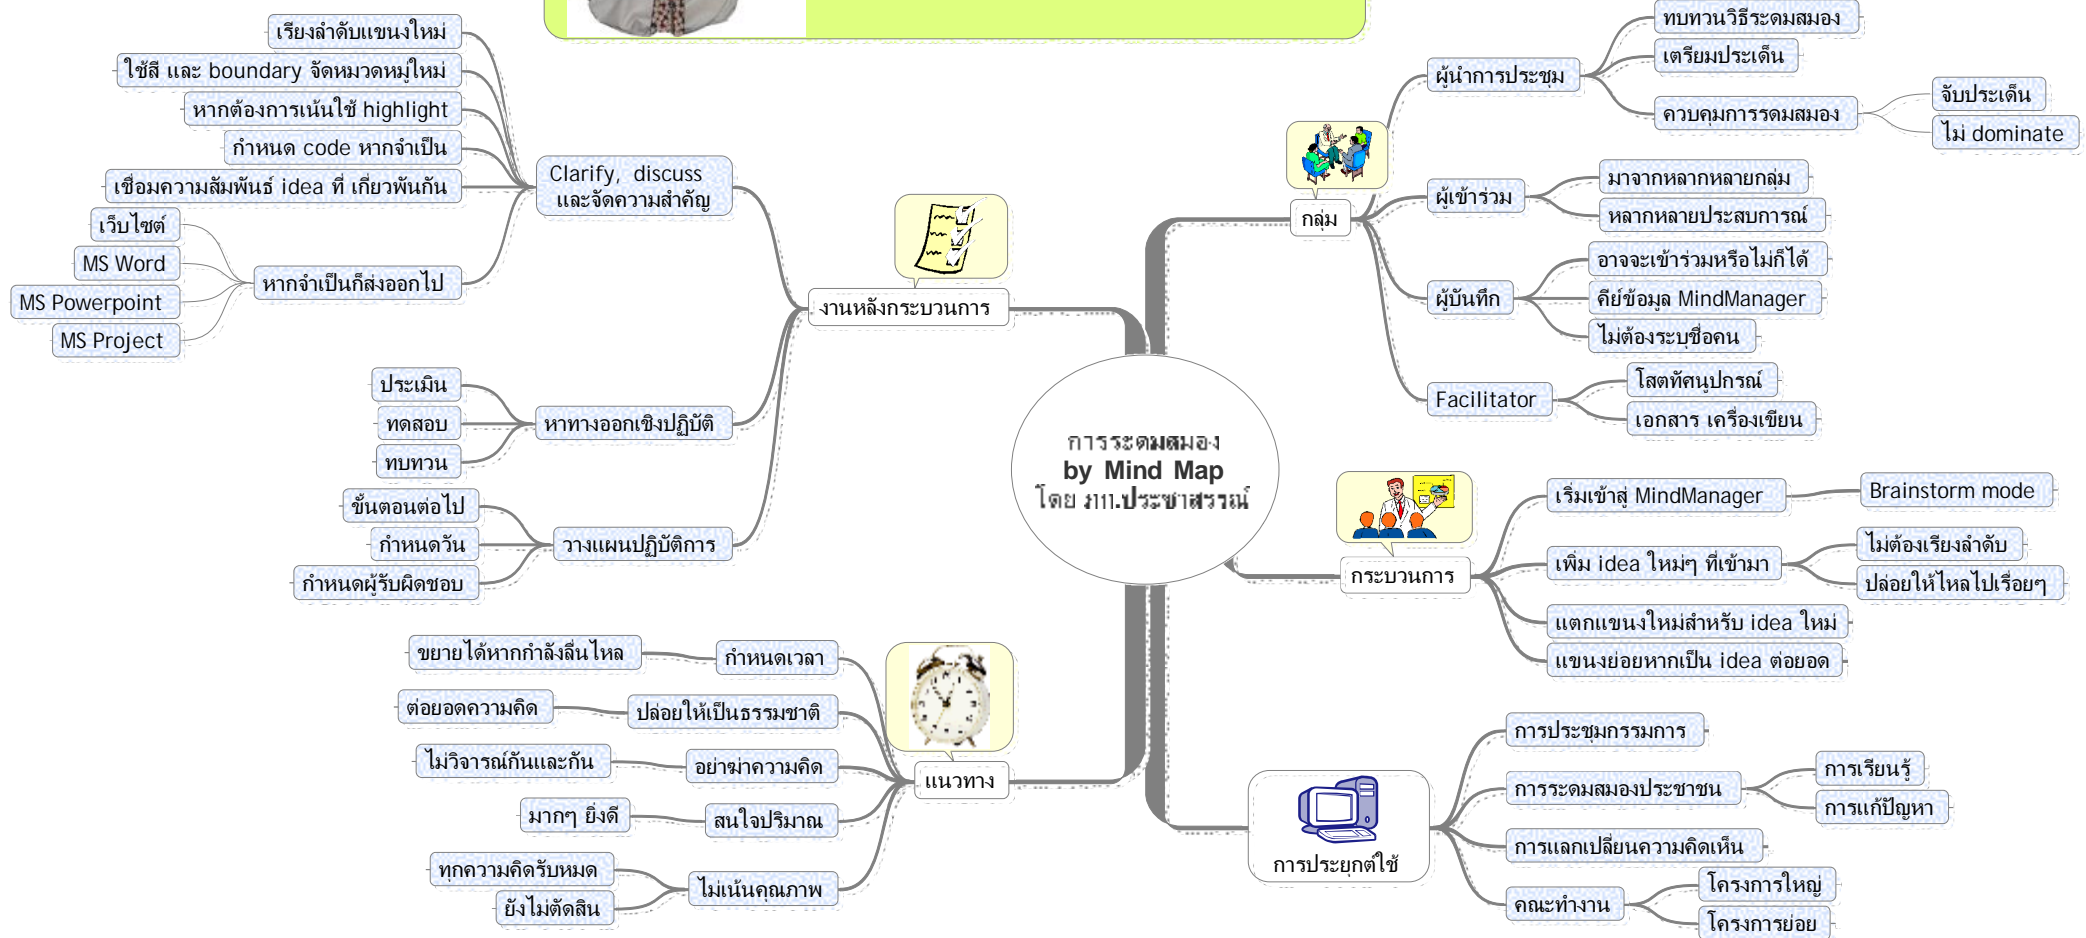 การระดมสมอง
by Mind Map
โดย ภก.ประชาสรรณ์
กลุ่ม
ผู้นำการประชุม
ทบทวนวิธีระดมสมอง
เตรียมประเด็น
ควบคุมการรดมสมอง
จับประเด็น
ไม่ dominate
ผู้เข้าร่วม
มาจากหลากหลายกลุ่ม
หลากหลายประสบการณ์
ผู้บันทึก
อาจจะเข้าร่วมหรือไม่ก็ได้
คีย์ข้อมูล MindManager
ไม่ต้องระบุชื่อคน
Facilitator
โสตทัศนูปกรณ์
เอกสาร เครื่องเขียน
กระบวนการ
เริ่มเข้าสู่ MindManager
Brainstorm mode
เพิ่ม idea ใหม่ๆ ที่เข้ามา
ไม่ต้องเรียงลำดับ
ปล่อยให้ไหลไปเรื่อยๆ
แตกแขนงใหม่สำหรับ idea ใหม่
แขนงย่อยหากเป็น idea ต่อยอด
การประยุกต์ใช้
การประชุมกรรมการ
การระดมสมองประชาชน
การเรียนรู้
การแก้ปัญหา
การแลกเปลี่ยนความคิดเห็น
คณะทำงาน
โครงการใหญ่
โครงการย่อย
งานหลังกระบวนการ
Clarify, discuss
และจัดความสำคัญ
เรียงลำดับแขนงใหม่
ใช้สี และ boundary จัดหมวดหมู่ใหม่
หากต้องการเน้นใช้ highlight
กำหนด code หากจำเป็น
เชื่อมความสัมพันธ์ idea ที่ เกี่ยวพันกัน
หากจำเป็นก็ส่งออกไป
เว็บไซต์
MS Word
MS Powerpoint
MS Project
หาทางออกเชิงปฏิบัติ
ประเมิน
ทดสอบ
ทบทวน
วางแผนปฏิบัติการ
ขั้นตอนต่อไป
กำหนดวัน
กำหนดผู้รับผิดชอบ
แนวทาง
กำหนดเวลา
ขยายได้หากกำลังลื่นไหล
ปล่อยให้เป็นธรรมชาติ
ต่อยอดความคิด
อย่าฆ่าความคิด
ไม่วิจารณ์กันและกัน
สนใจปริมาณ
มากๆ ยิ่งดี
ไม่เน้นคุณภาพ
ทุกความคิดรับหมด
ยังไม่ตัดสิน